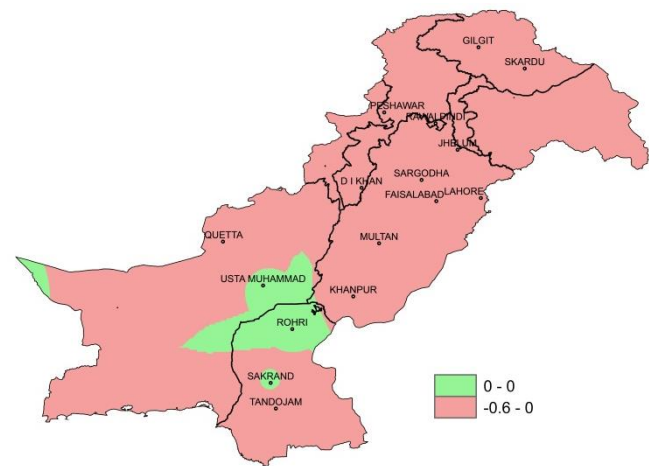 GILGIT
SKARDU
PESHAWAR
RAWALDINDI
JHELUM
D I KHAN
SARGODHA
FAISALABAD
LAHORE
QUETTA
MULTAN
USTA MUHAMMAD
KHANPUR
ROHRI
SAKRAND
TANDOJAM
0 - 0
-0.6 - 0